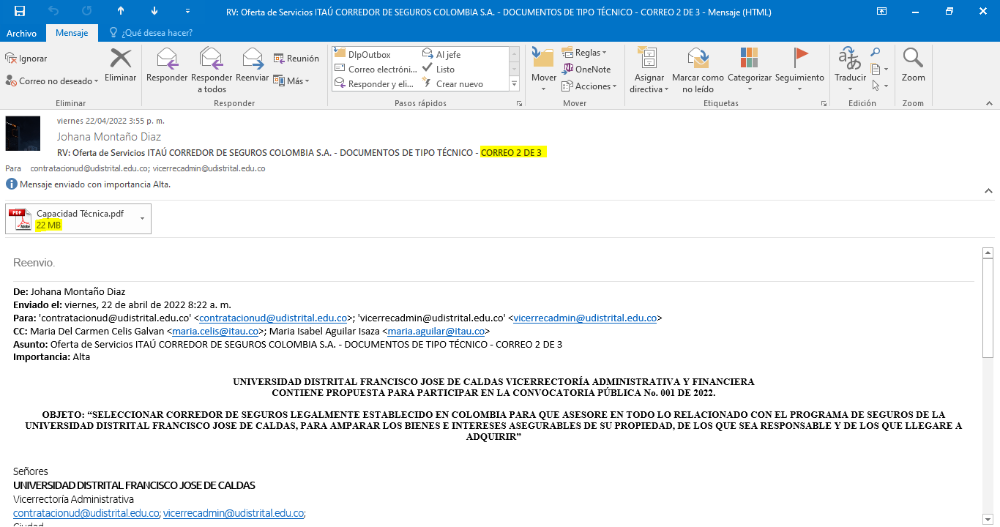 RV: Oferta de Servicios ITAÚ CORREDOR DE SEGUROS COLOMBIA S.A. - DOCUMENTOS DE TIPO TÉCNICO - CORREO 2 DE 3 - Mensaje (HTML)
Archivo Mensaje ¿Qué desea hacer?
Ignorar
Correo no deseado
Eliminar
Eliminar
Responder
Responder a todos
Reenviar
Reunión
Más
Responder
DlpOutbox
Correo electróni...
Responder y eli...
Al jefe
Listo
Crear nuevo
Pasos rápidos
Mover
Reglas
OneNote
Acciones
Mover
Asignar directiva
Marcar como no leído
Categorizar
Seguimiento
Etiquetas
Traducir
Edición
Zoom
Zoom
viernes 22/04/2022 3:55 p. m.
Johana Montaño Diaz
RV: Oferta de Servicios ITAÚ CORREDOR DE SEGUROS COLOMBIA S.A. - DOCUMENTOS DE TIPO TÉCNICO - CORREO 2 DE 3
Para contratacionud@udistrital.edu.co; vicerrecadmin@udistrital.edu.co
Mensaje enviado con importancia Alta.
PDF
Adobe
Capacidad Técnica.pdf
22 MB
Reenvio.
De: Johana Montaño Diaz
Enviado el: viernes, 22 de abril de 2022 8:22 a. m.
Para: 'contratacionud@udistrital.edu.co' <contratacionud@udistrital.edu.co>; 'vicerrecadmin@udistrital.edu.co' <vicerrecadmin@udistrital.edu.co>
CC: Maria Del Carmen Celis Galvan <maria.celis@itau.co>; Maria Isabel Aguilar Isaza <maria.aguilar@itau.co>
Asunto: Oferta de Servicios ITAÚ CORREDOR DE SEGUROS COLOMBIA S.A. - DOCUMENTOS DE TIPO TÉCNICO - CORREO 2 DE 3
Importancia: Alta
UNIVERSIDAD DISTRITAL FRANCISCO JOSE DE CALDAS VICERRECTORÍA ADMINISTRATIVA Y FINANCIERA
CONTIENE PROPUESTA PARA PARTICIPAR EN LA CONVOCATORIA PÚBLICA No. 001 DE 2022.
OBJETO: “SELECCIONAR CORREDOR DE SEGUROS LEGALMENTE ESTABLECIDO EN COLOMBIA PARA QUE ASESORE EN TODO LO RELACIONADO CON EL PROGRAMA DE SEGUROS DE LA
UNIVERSIDAD DISTRITAL FRANCISCO JOSE DE CALDAS, PARA AMPARAR LOS BIENES E INTERESES ASEGURABLES DE SU PROPIEDAD, DE LOS QUE SEA RESPONSABLE Y DE LOS QUE LLEGARE A
ADQUIRIR”
Señores
UNIVERSIDAD DISTRITAL FRANCISCO JOSE DE CALDAS
Vicerrectoría Administrativa
contratacionud@udistrital.edu.co; vicerrecadmin@udistrital.edu.co;
Ciudad